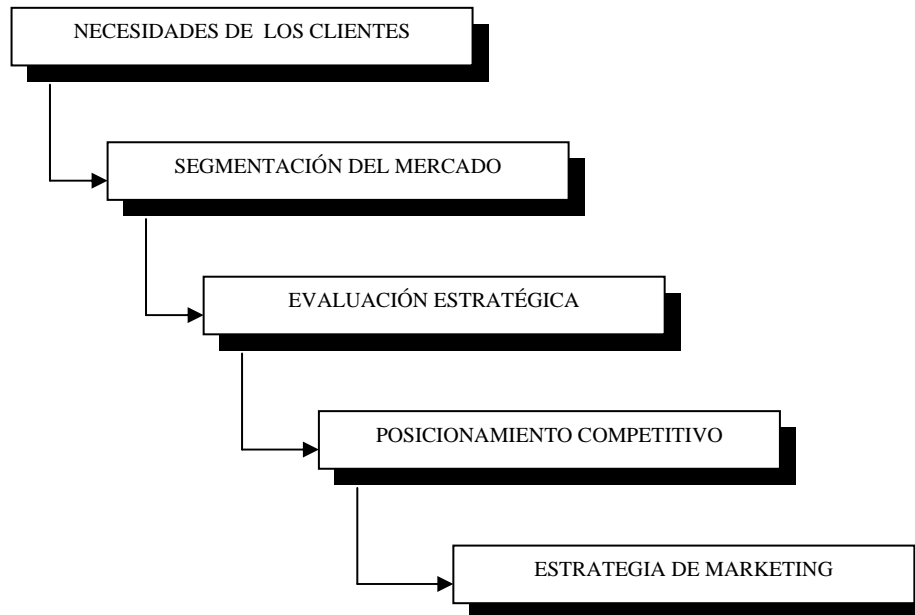 NECESIDADES DE LOS CLIENTES
SEGMENTACIÓN DEL MERCADO
EVALUACIÓN ESTRATÉGICA
POSICIONAMIENTO COMPETITIVO
ESTRATEGIA DE MARKETING